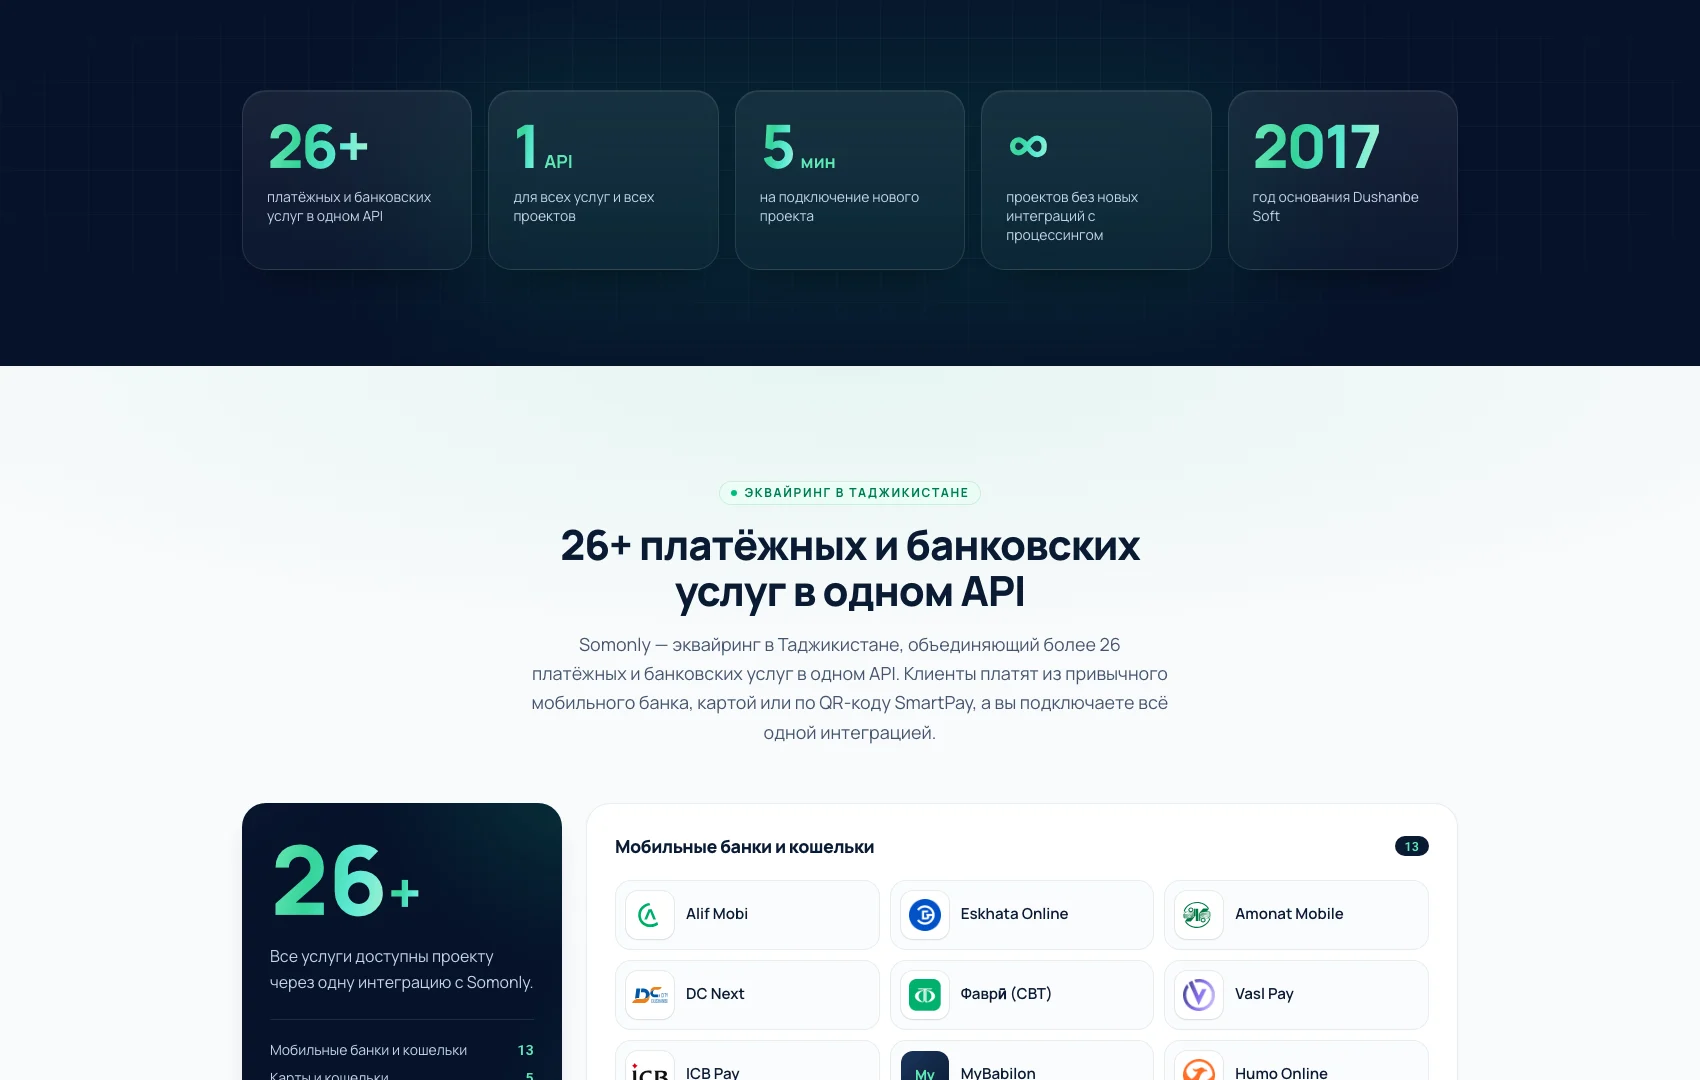 26+
платёжных и банковских
услуг в одном API
1 API
для всех услуг и всех
проектов
5 мин
на подключение нового
проекта
∞
проектов без новых
интеграций с
процессингом
2017
год основания Dushanbe
Soft
ЭКВАЙРИНГ В ТАДЖИКИСТАНЕ
26+ платёжных и банковских
услуг в одном API
Somonly — эквайринг в Таджикистане, объединяющий более 26
платёжных и банковских услуг в одном API. Клиенты платят из привычного
мобильного банка, картой или по QR-коду SmartPay, а вы подключаете всё
одной интеграцией.
26+
Все услуги доступны проекту
через одну интеграцию с Somonly.
Мобильные банки и кошельки 13
Карты и кошельки 5
Мобильные банки и кошельки 13
Alif Mobi
Eskhata Online
Amonat Mobile
DC Next
Фаврӣ (СВТ)
Vasl Pay
ICB ICB Pay
My MyBabilon
Humo Online